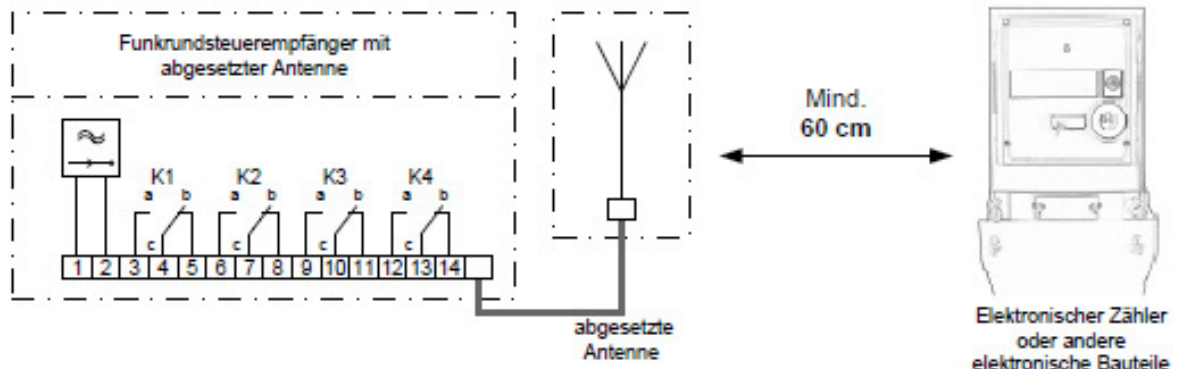 Funkrundsteuerempfänger mit
abgesetzter Antenne
K1 K2 K3 K4
a b a b a b a b
c c c c
1 2 3 4 5 6 7 8 9 10 11 12 13 14
abgesetzte
Antenne
Mind.
60 cm
Elektronischer Zähler
oder andere
elektronische Bauteile